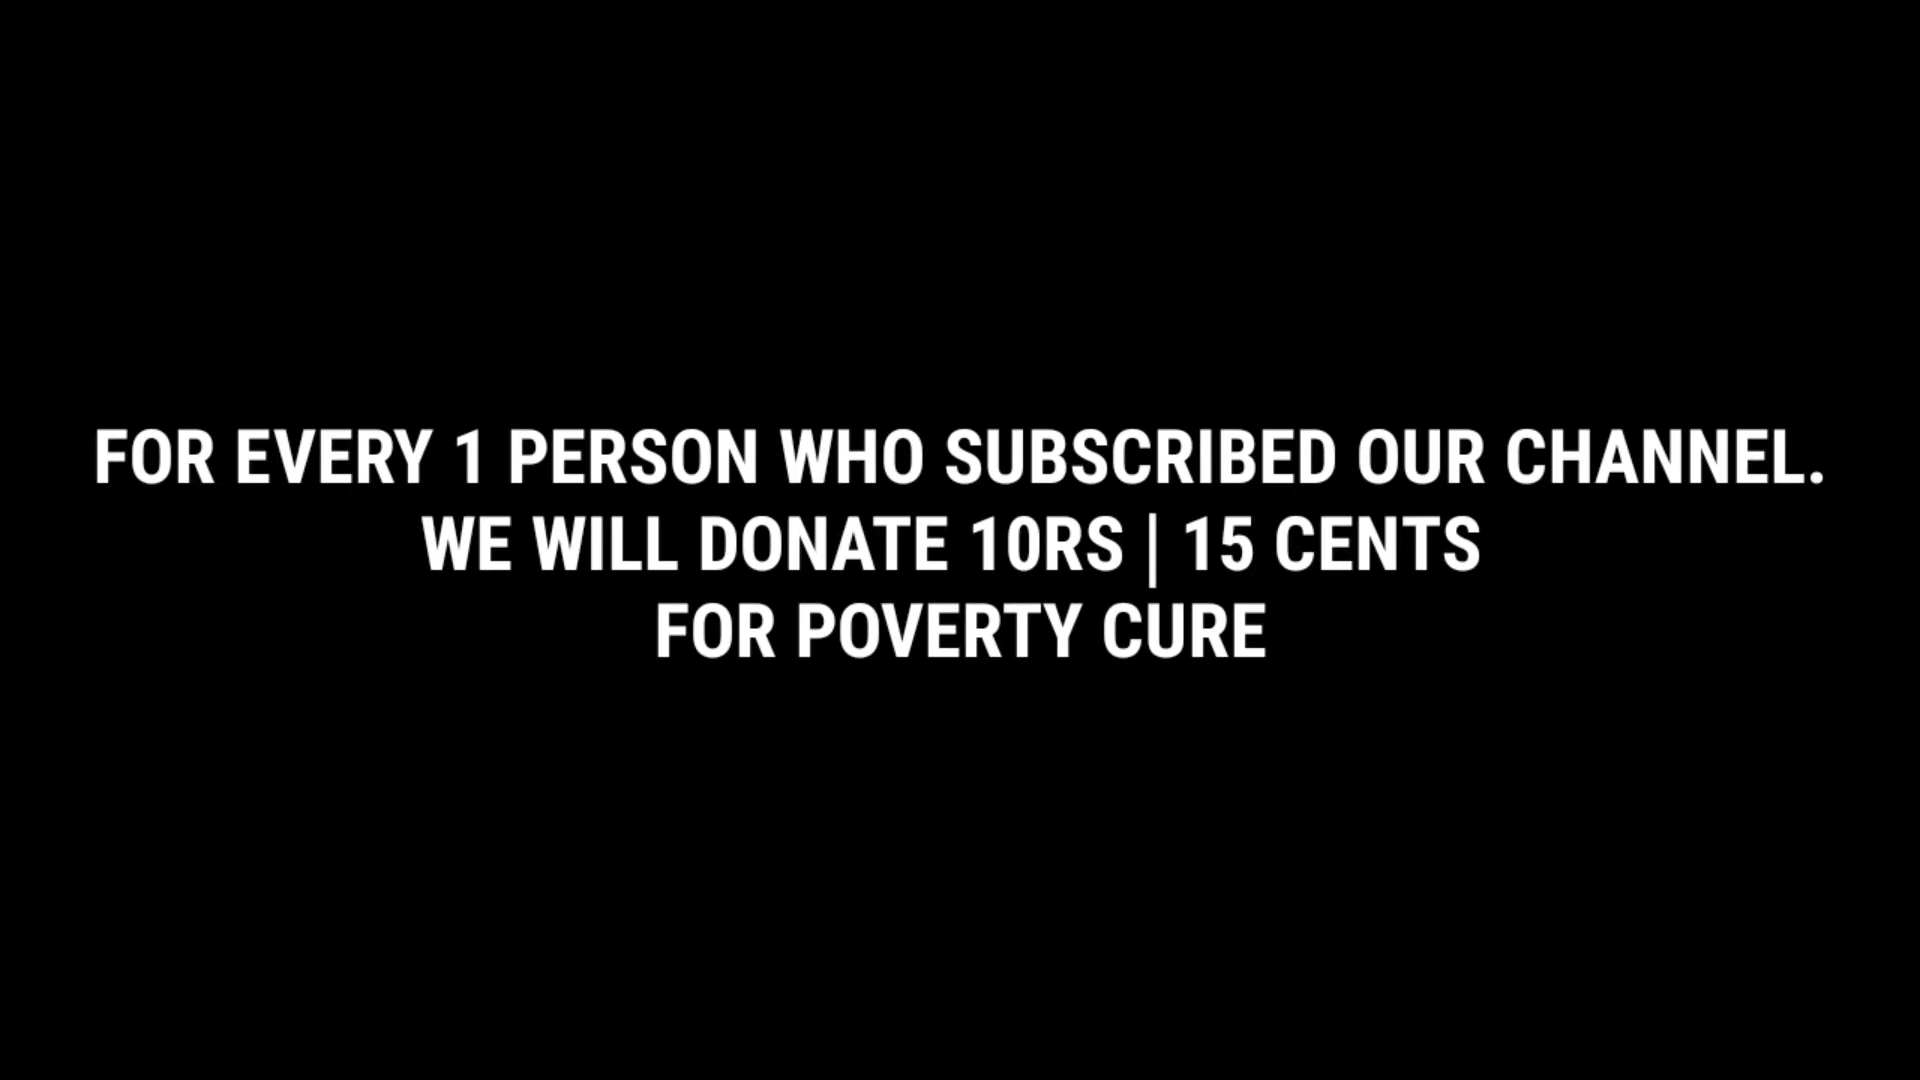 FOR EVERY 1 PERSON WHO SUBSCRIBED OUR CHANNEL.
WE WILL DONATE 10RS | 15 CENTS
FOR POVERTY CURE